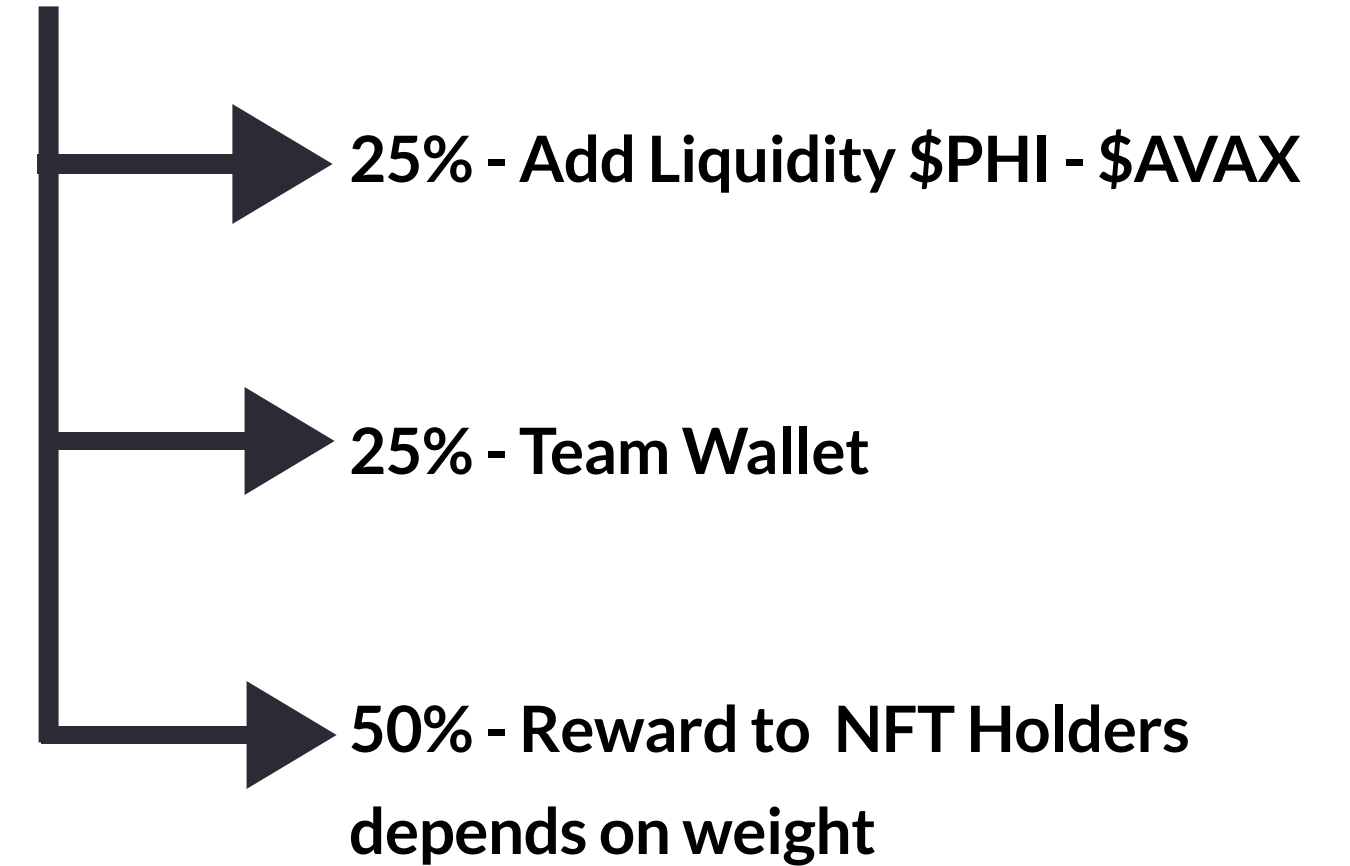 25% - Add Liquidity $PHI - $AVAX
25% - Team Wallet
50% - Reward to  NFT Holders
depends on weight